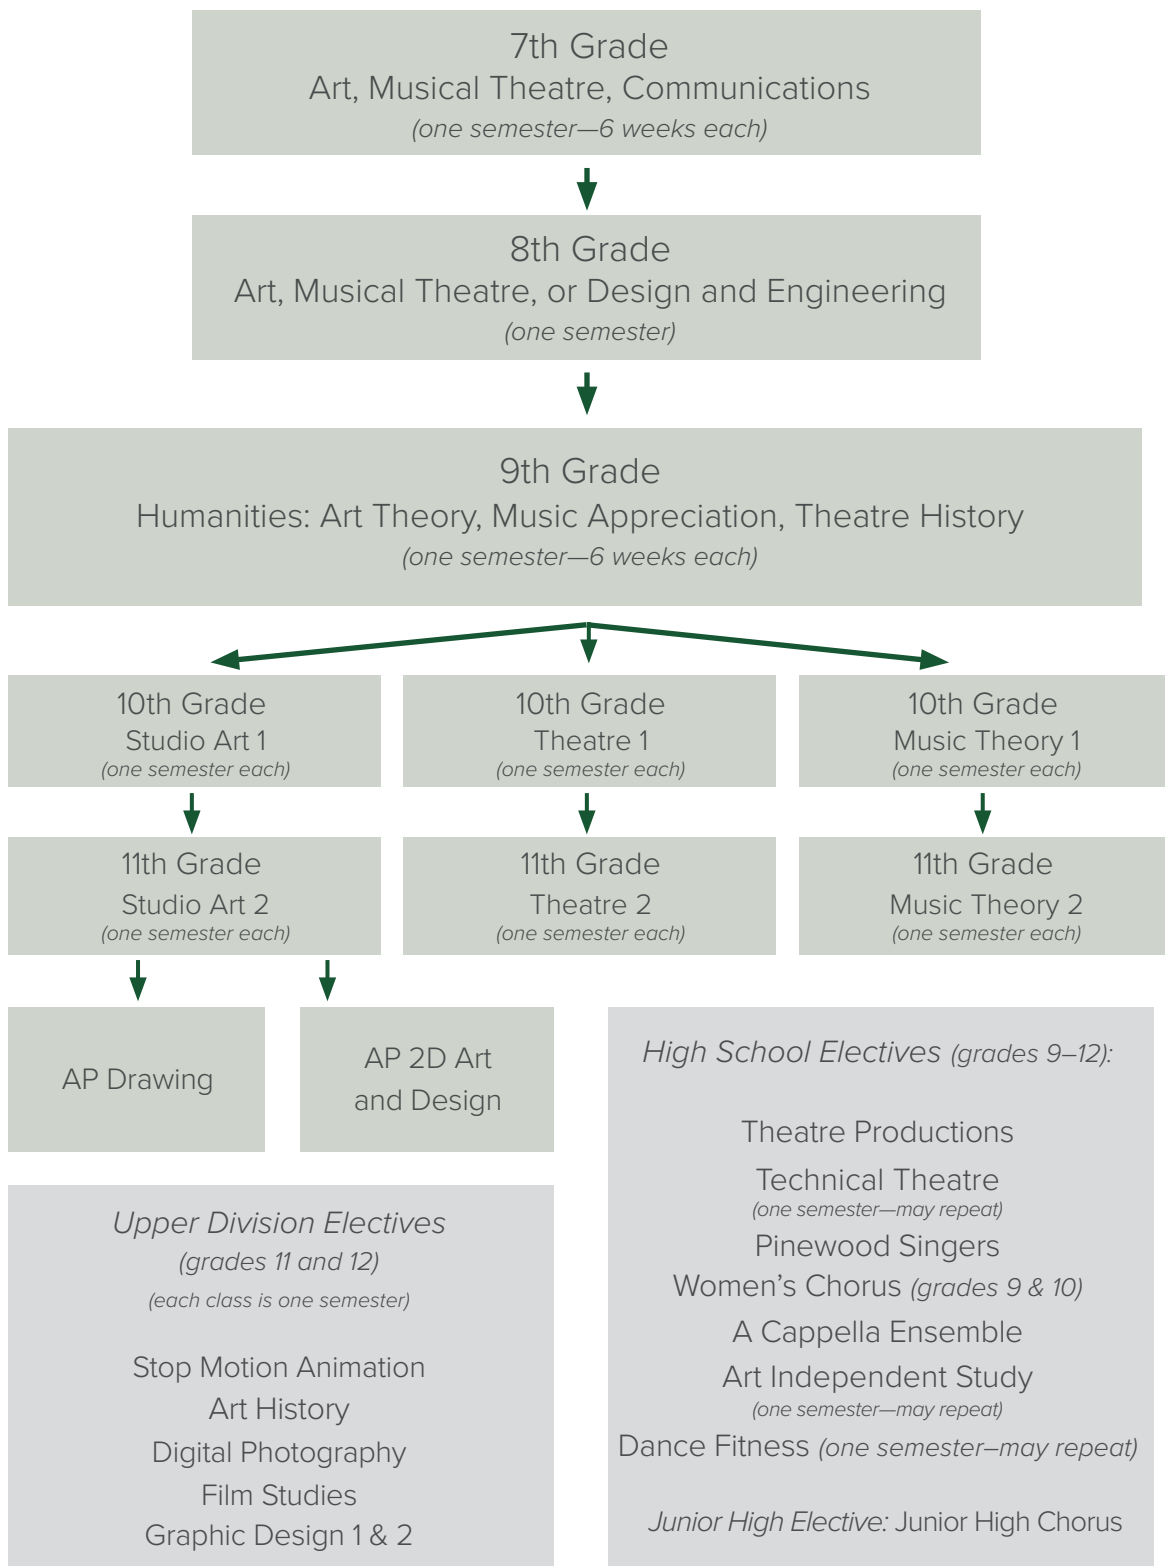 7th Grade
Art, Musical Theatre, Communications
(one semester—6 weeks each)
8th Grade
Art, Musical Theatre, or Design and Engineering
(one semester)
9th Grade
Humanities: Art Theory, Music Appreciation, Theatre History
(one semester—6 weeks each)
10th Grade
Studio Art 1
(one semester each)
10th Grade
Theatre 1
(one semester each)
10th Grade
Music Theory 1
(one semester each)
11th Grade
Studio Art 2
(one semester each)
11th Grade
Theatre 2
(one semester each)
11th Grade
Music Theory 2
(one semester each)
AP Drawing
AP 2D Art
and Design
Upper Division Electives
(grades 11 and 12)
(each class is one semester)
Stop Motion Animation
Art History
Digital Photography
Film Studies
Graphic Design 1 & 2
High School Electives (grades 9–12):
Theatre Productions
Technical Theatre
(one semester—may repeat)
Pinewood Singers
Women’s Chorus (grades 9 & 10)
A Cappella Ensemble
Art Independent Study
(one semester—may repeat)
Dance Fitness (one semester–may repeat)
Junior High Elective: Junior High Chorus